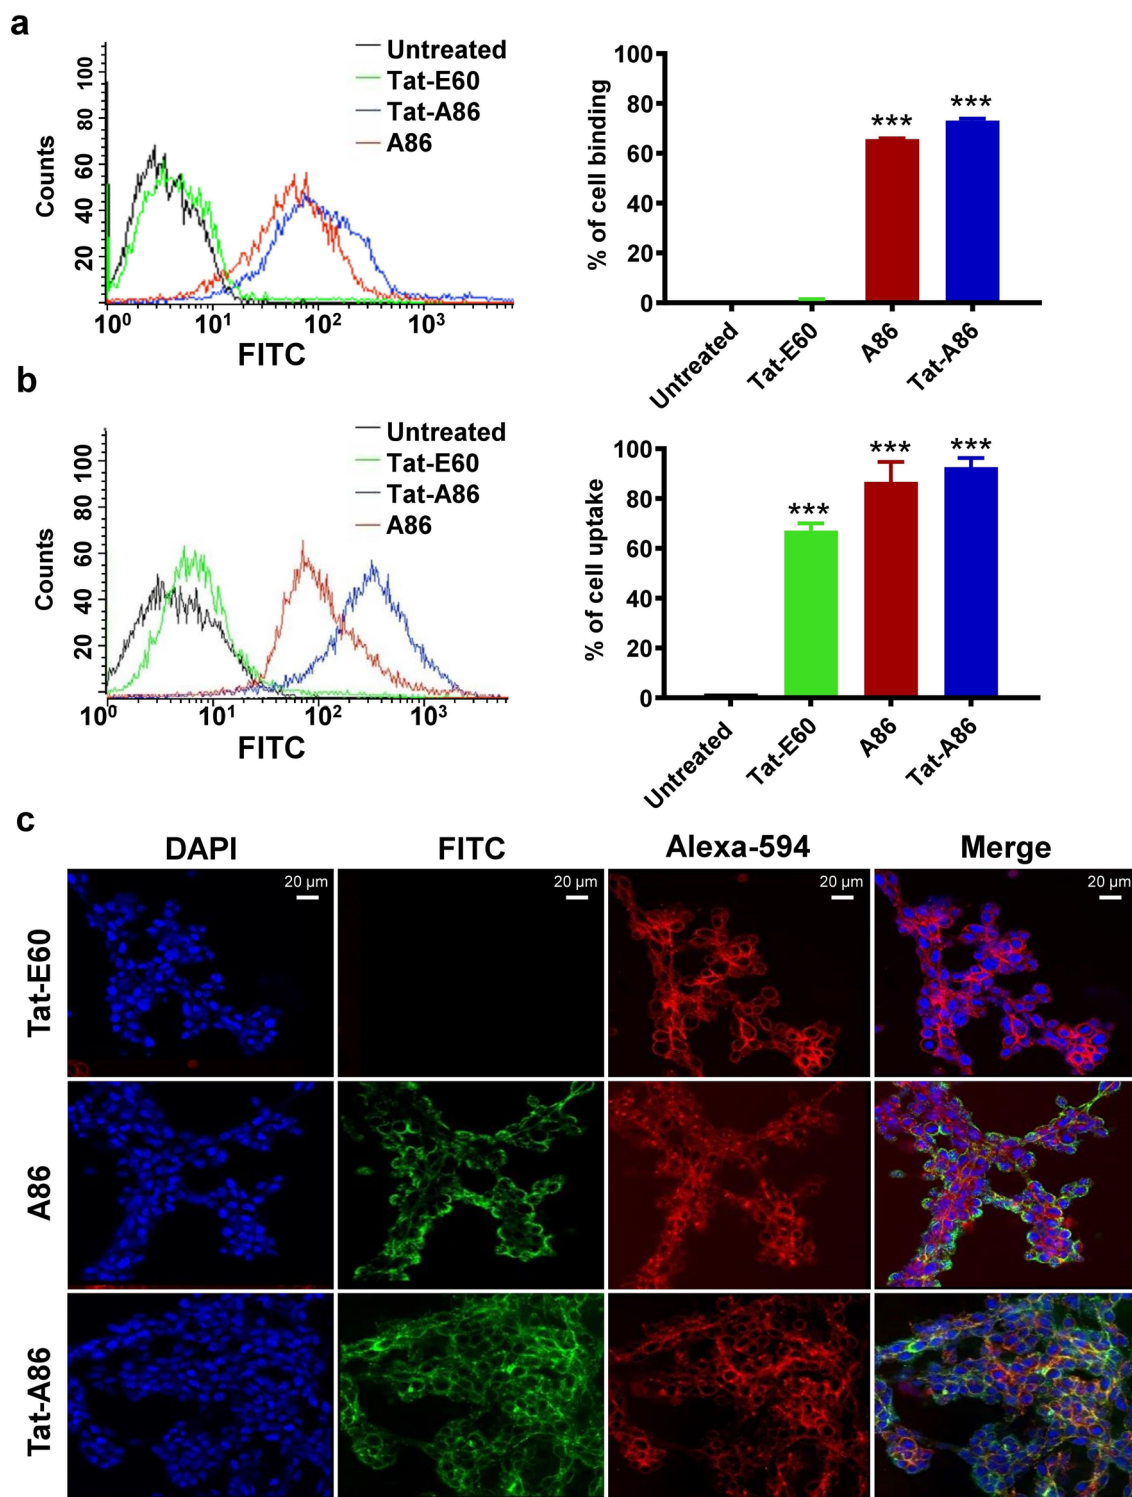 a
Untreated
Tat-E60
Tat-A86
A86
Counts
100
80
60
40
20
10⁰ 10¹ 10² 10³
FITC
% of cell binding
100
80
60
40
20
0
*** ***
Untreated Tat-E60 A86 Tat-A86
b
Untreated
Tat-E60
Tat-A86
A86
Counts
100
80
60
40
20
10⁰ 10¹ 10² 10³
FITC
% of cell uptake
100
80
60
40
20
0
*** *** ***
Untreated Tat-E60 A86 Tat-A86
c
DAPI FITC Alexa-594 Merge
20 µm 20 µm 20 µm 20 µm
Tat-E60
A86
Tat-A86